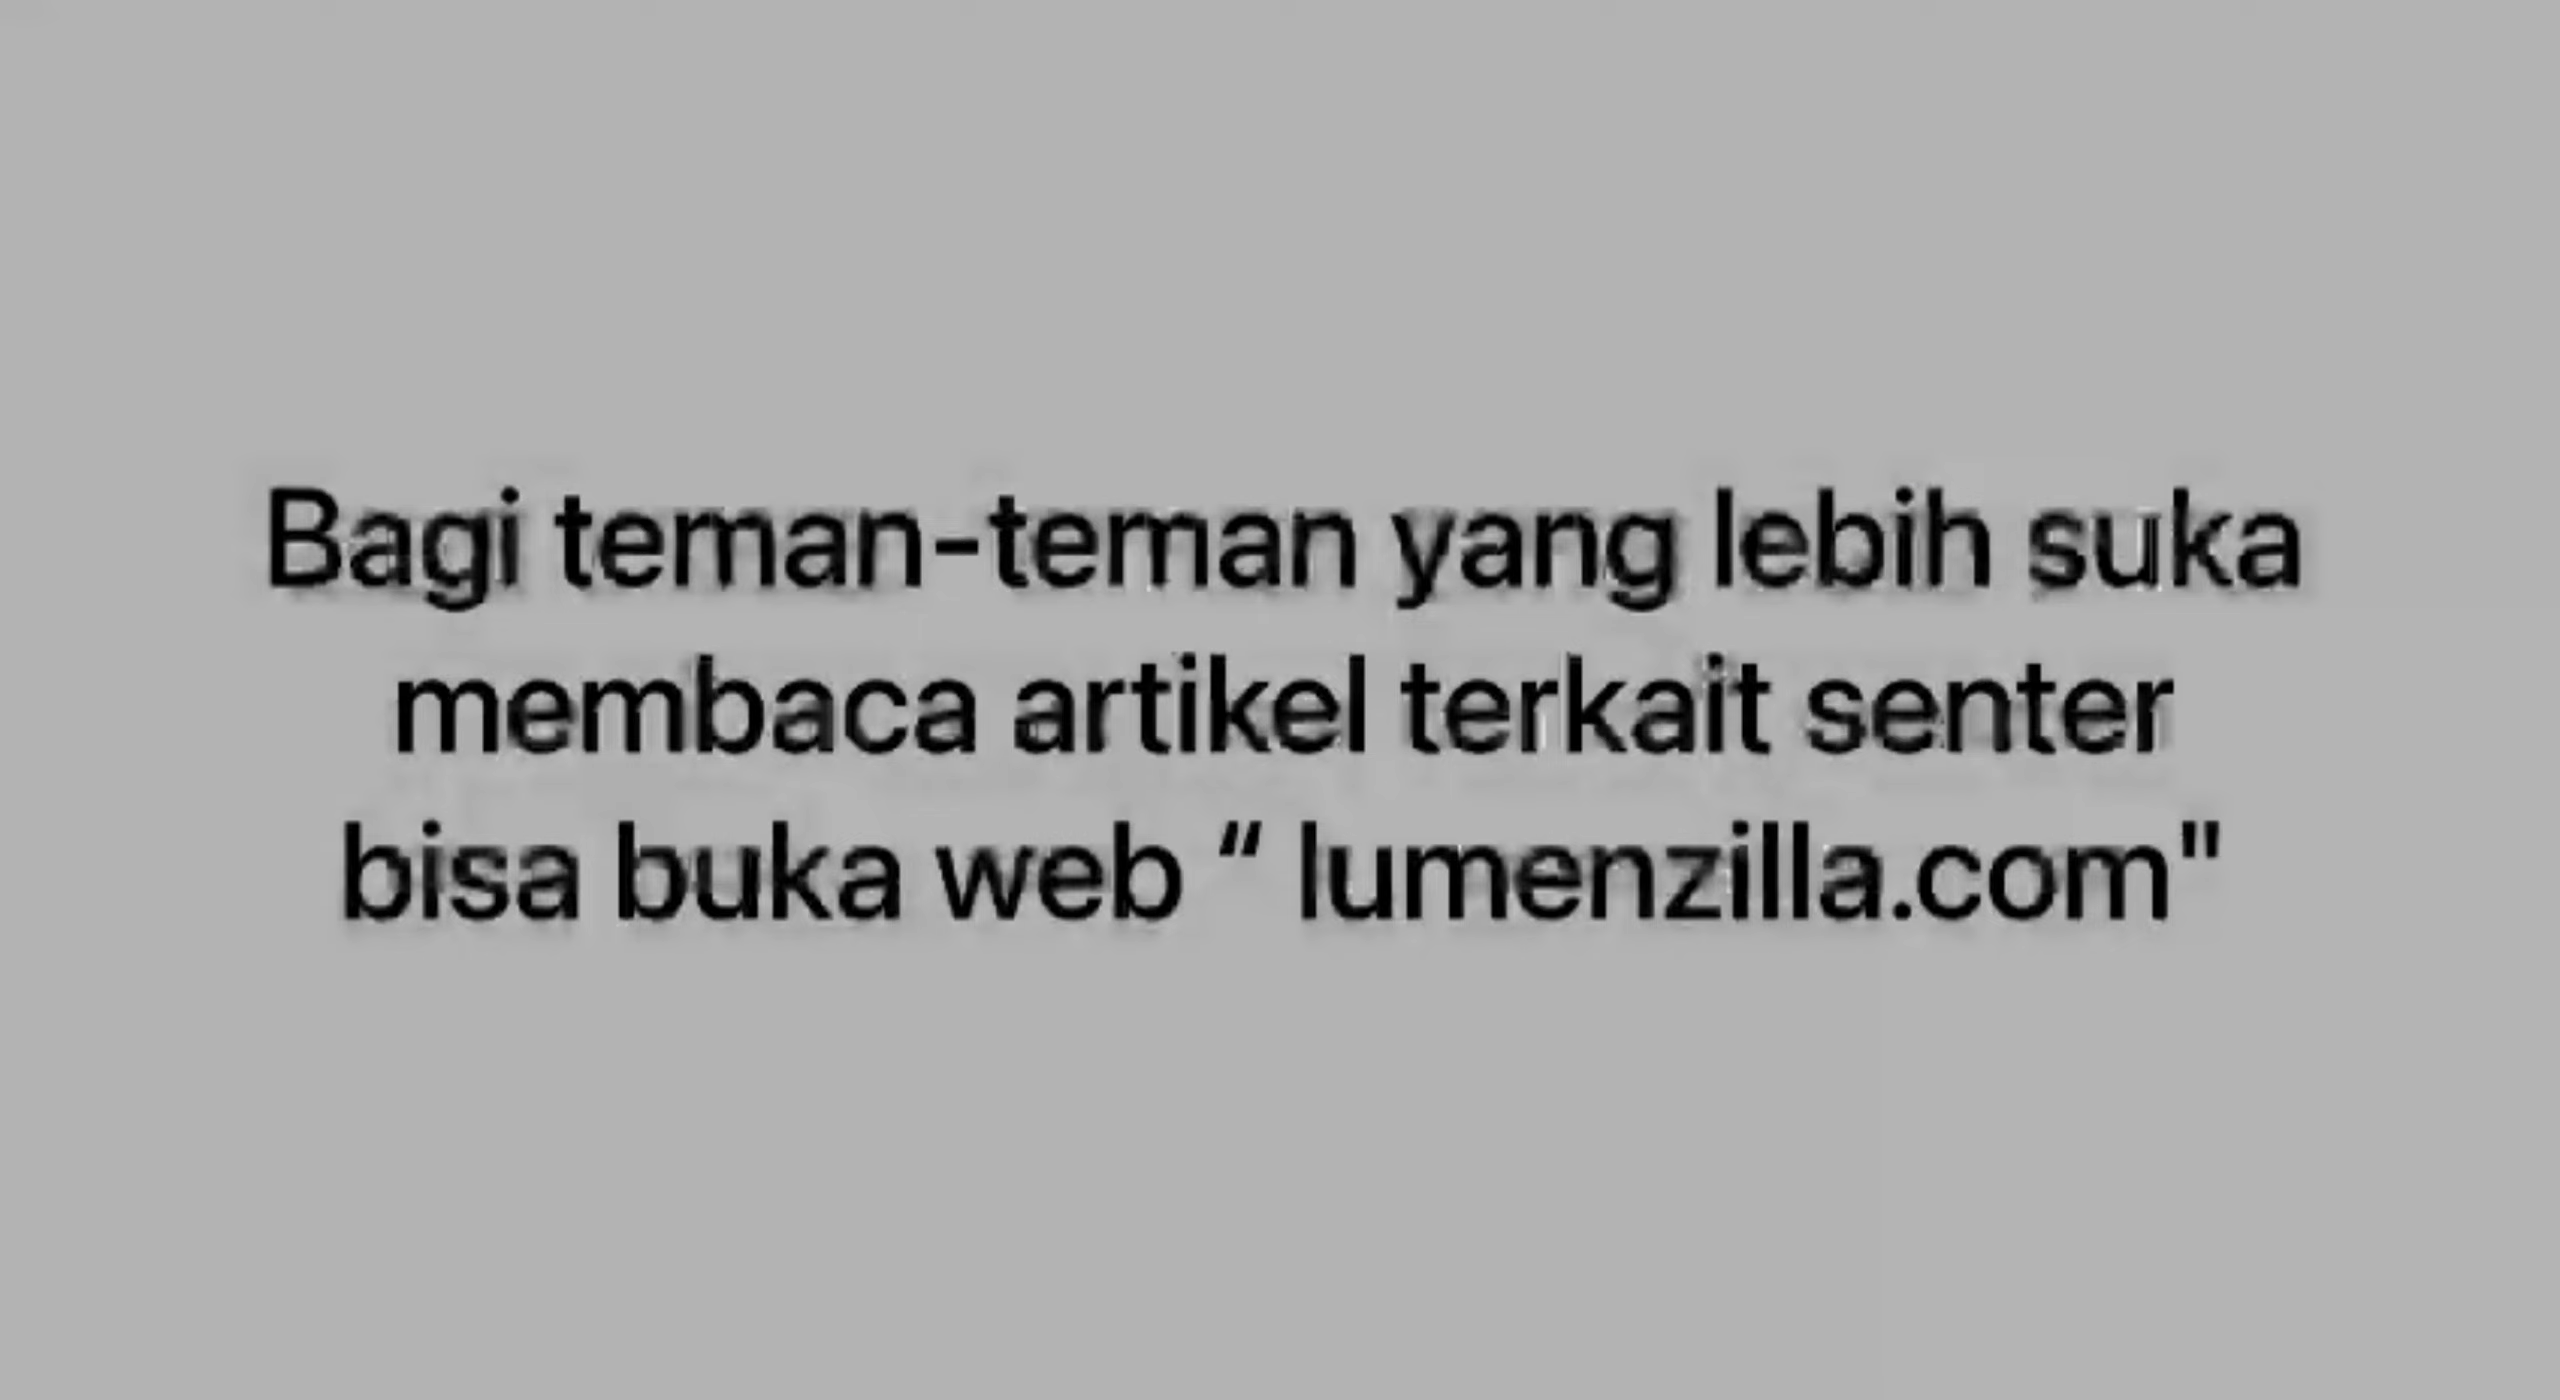 Bagi teman-teman yang lebih suka
membaca artikel terkait senter
bisa buka web “ lumenzilla.com"